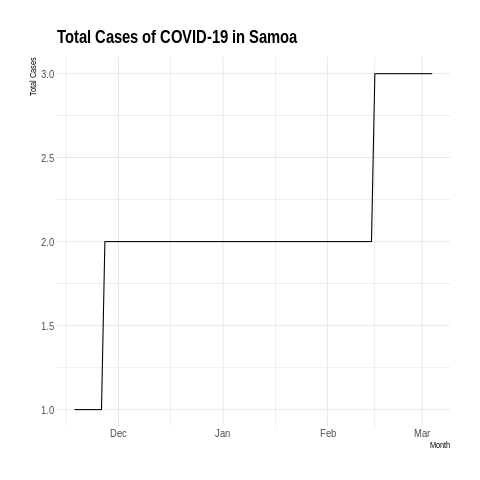 Total Cases of COVID-19 in Samoa
Total Cases
3.0
2.5
2.0
1.5
1.0
Dec Jan Feb Mar
Month